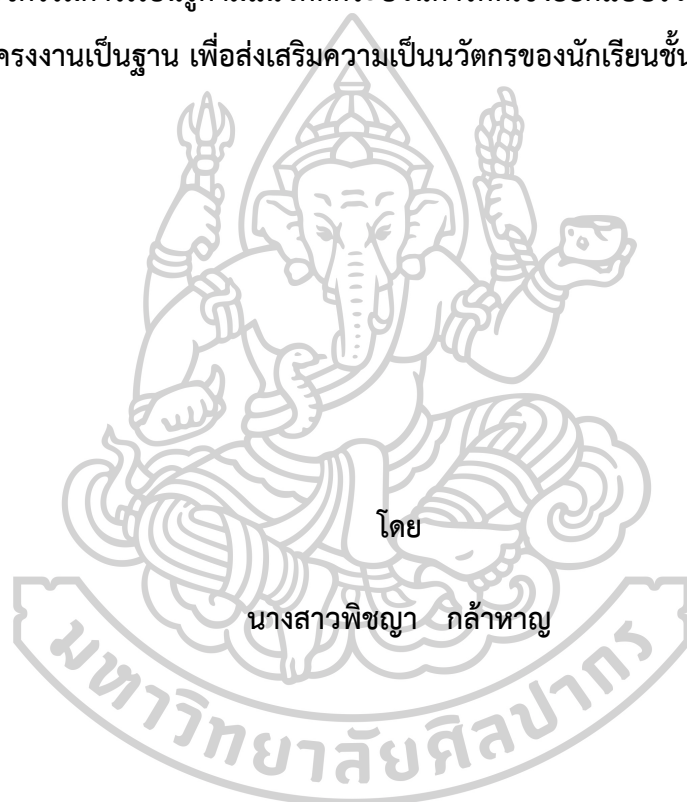 ครงงานเป็นฐาน เพื่อส่งเสริมความเป็นนวัตกรของนักเรียนชั้น
โดย
นางสาวพิชญา กล้าหาญ
มหาวิทยาลัยศิลปากร